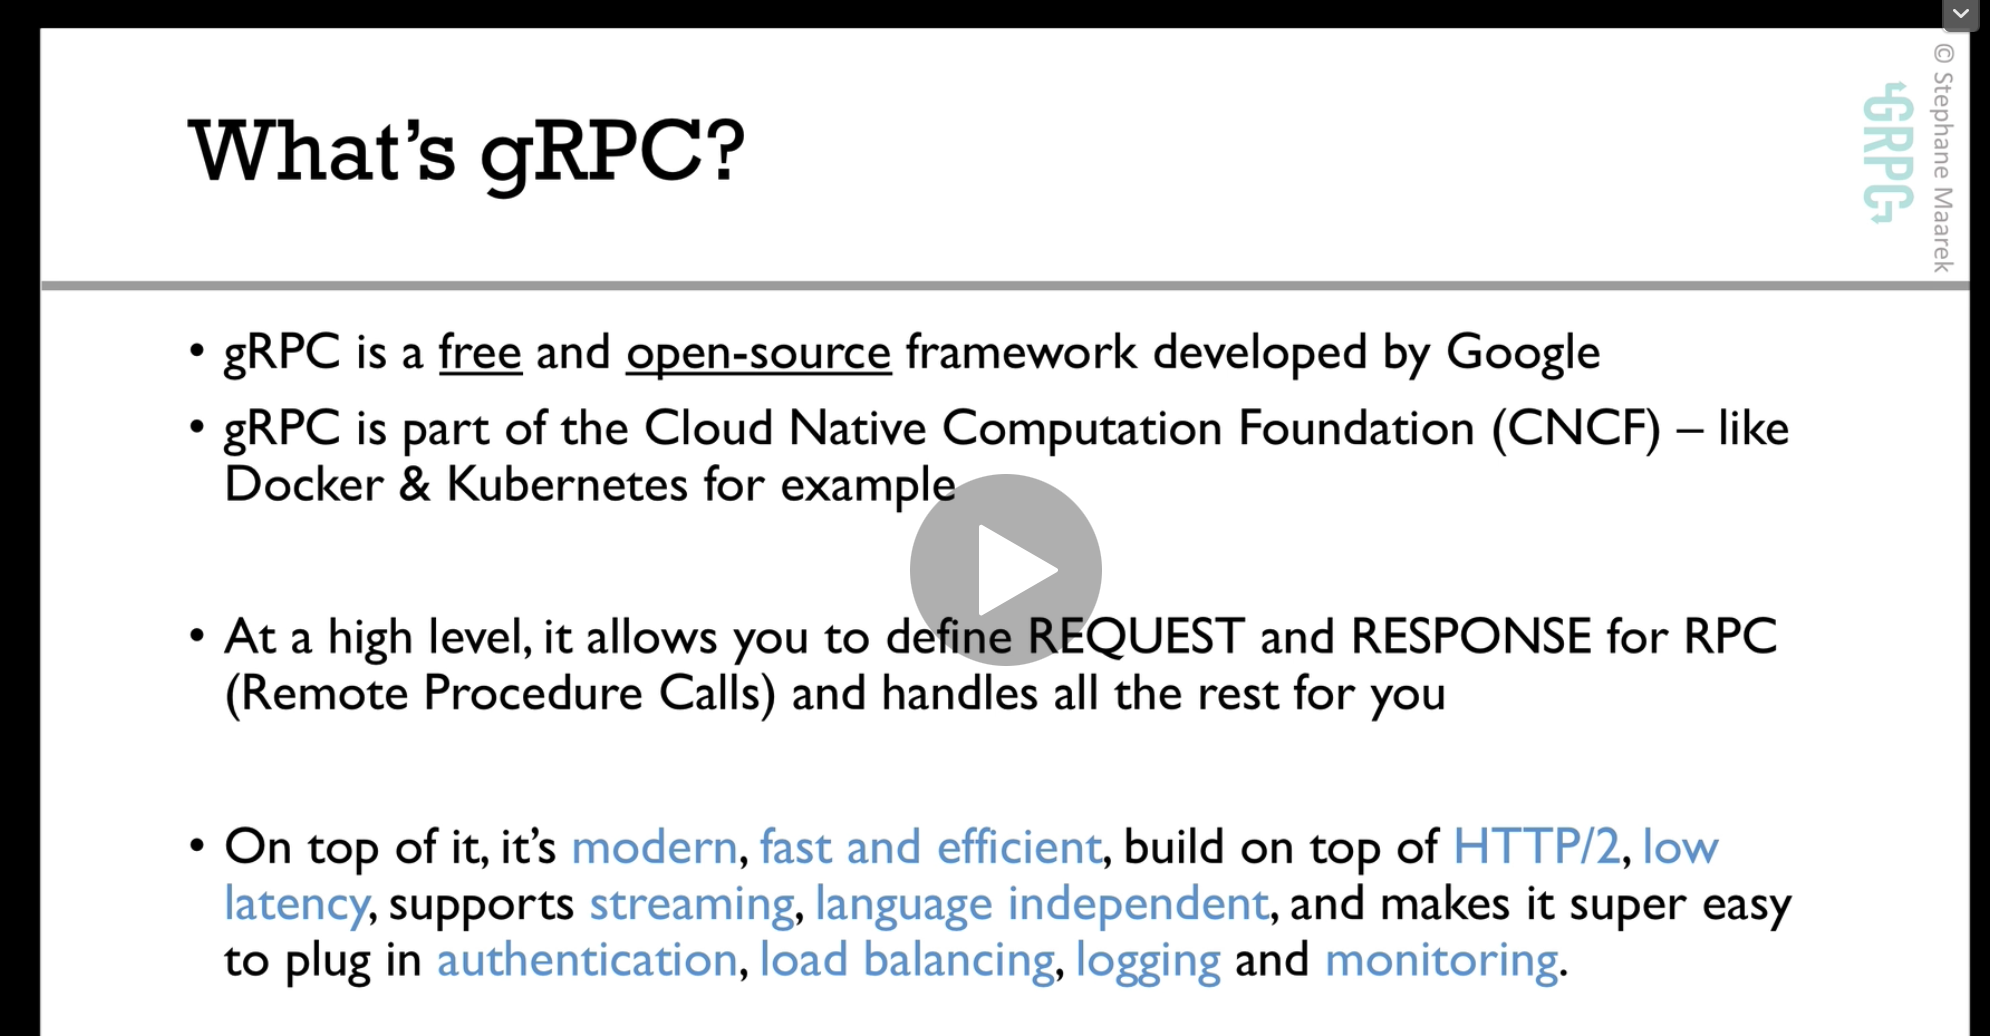 What's gRPC?
© Stephane Maarek
GRPC
• gRPC is a free and open-source framework developed by Google
• gRPC is part of the Cloud Native Computation Foundation (CNCF) – like
Docker & Kubernetes for example
• At a high level, it allows you to define REQUEST and RESPONSE for RPC
(Remote Procedure Calls) and handles all the rest for you
• On top of it, it's modern, fast and efficient, build on top of HTTP/2, low
latency, supports streaming, language independent, and makes it super easy
to plug in authentication, load balancing, logging and monitoring.